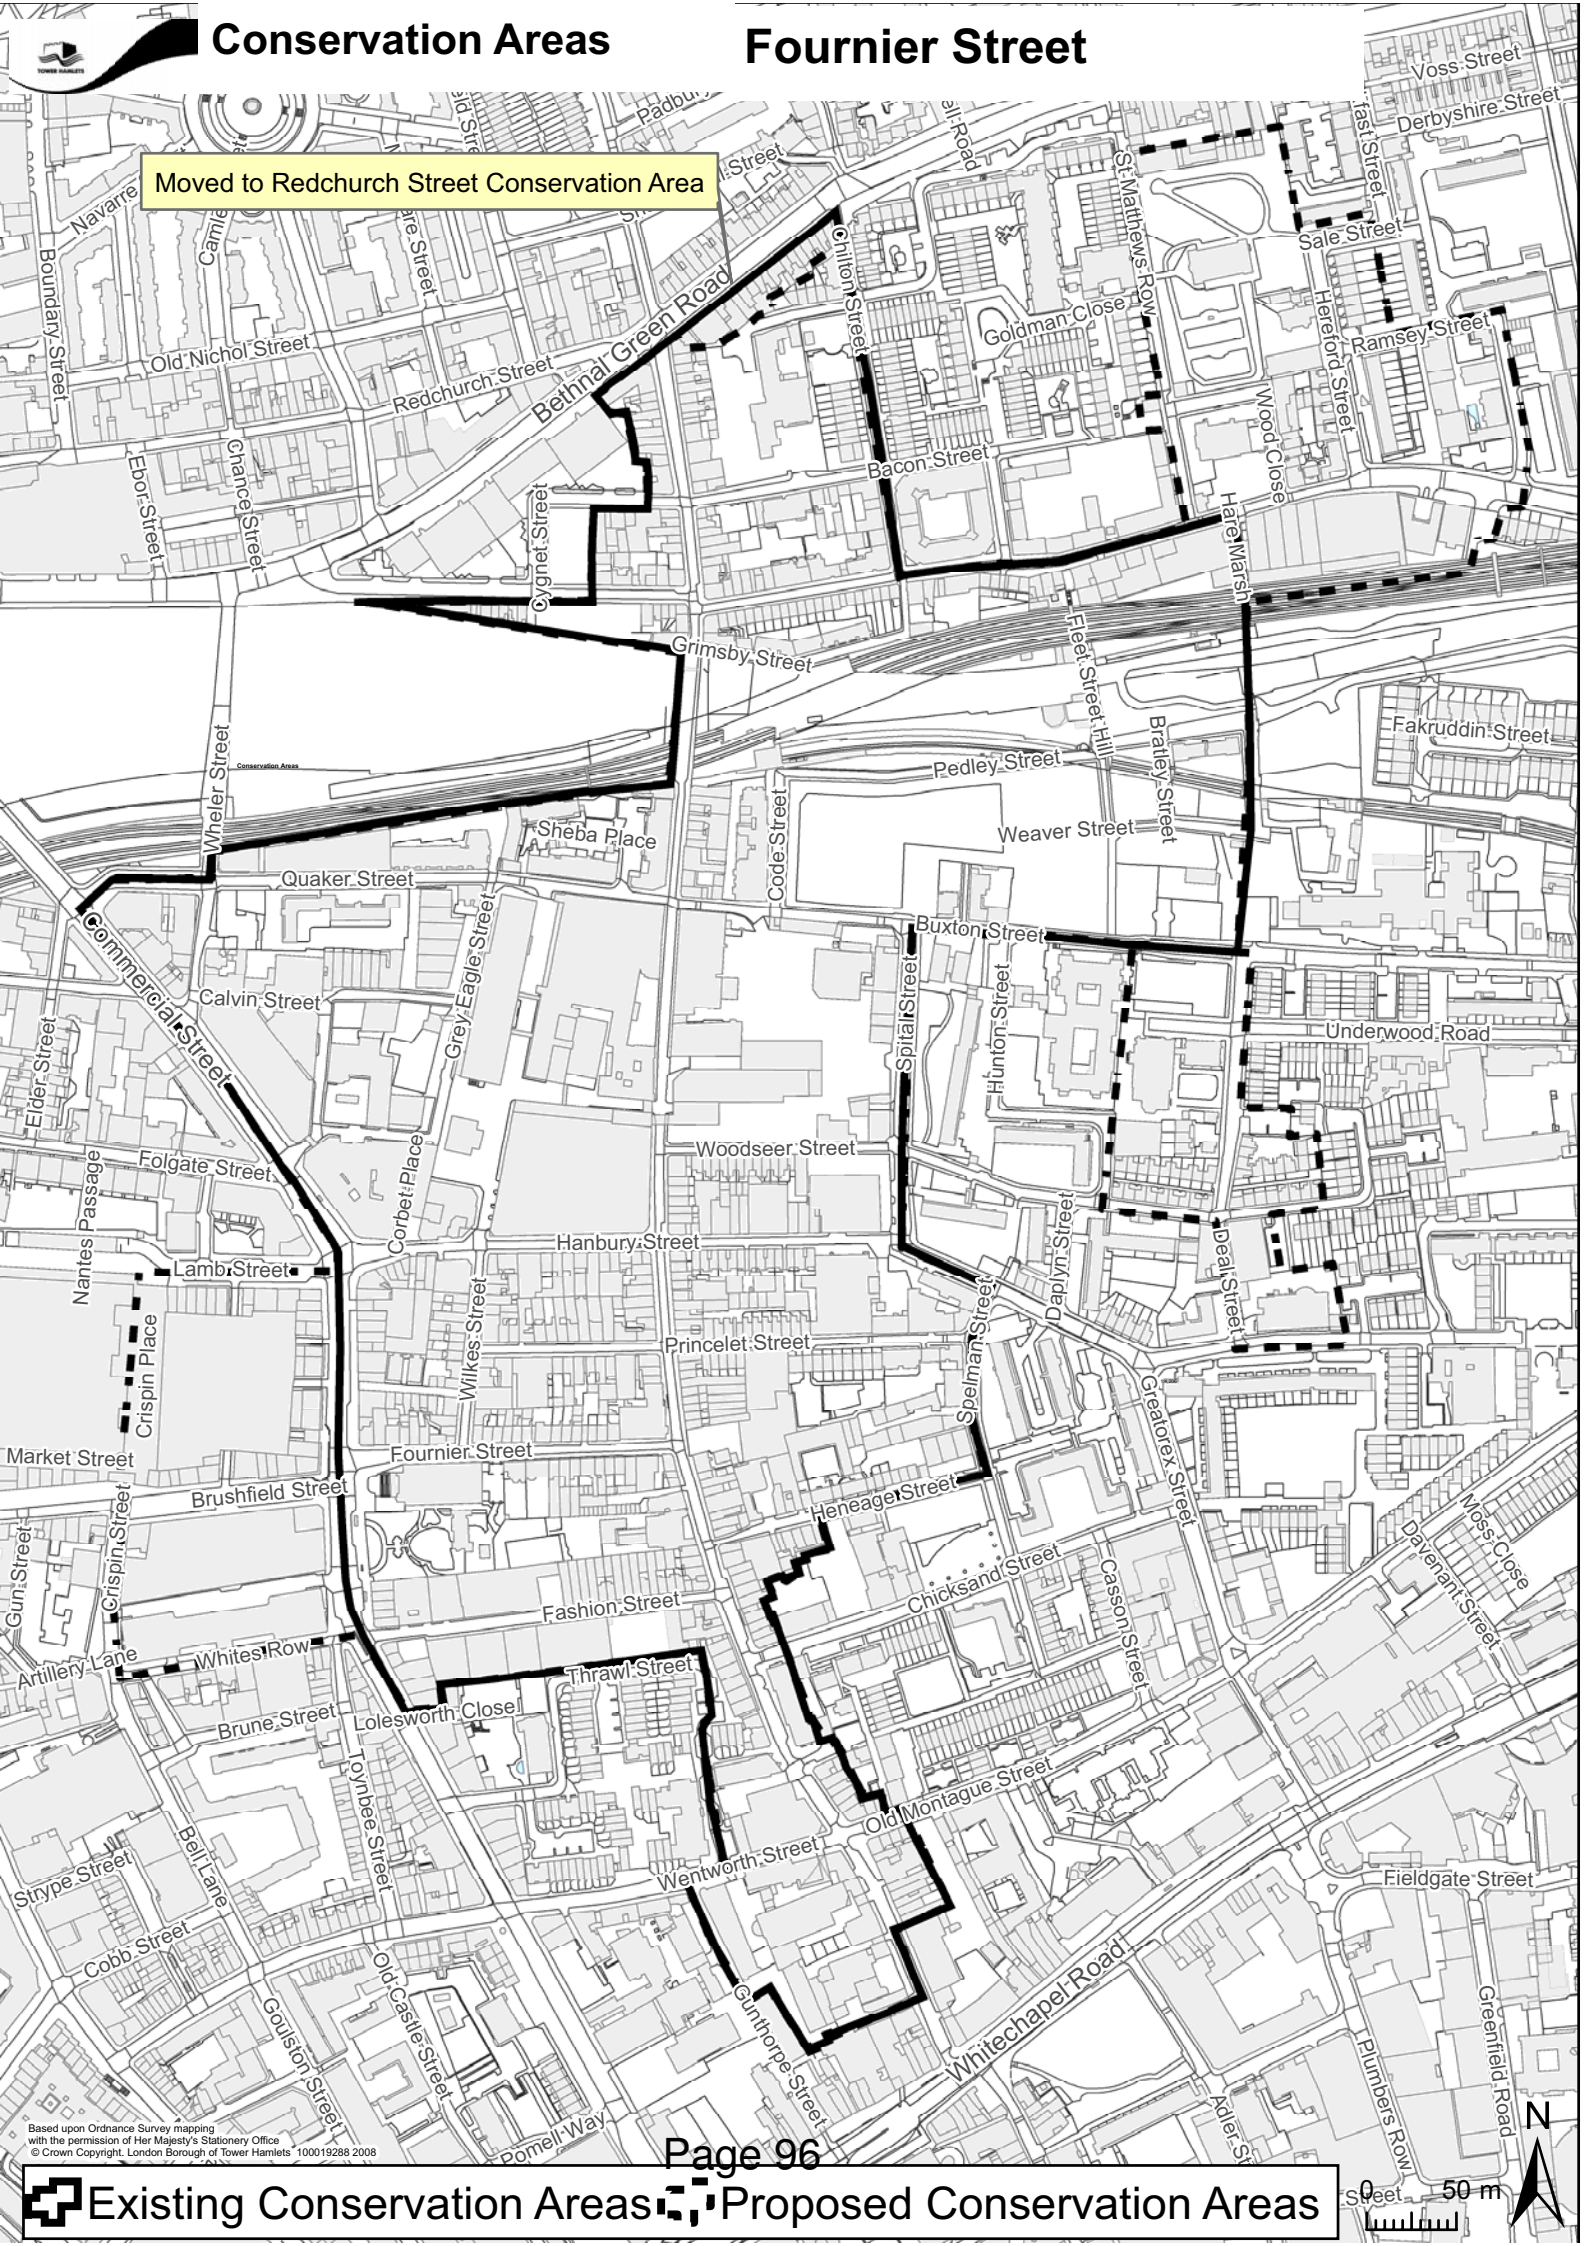 TOWER HAMLETS
Conservation Areas
Fournier Street
Moved to Redchurch Street Conservation Area
Voss Street
Derbyshire Street
Navarre
Boundary Street
Sale Street
Chilton Street
St Matthews Row
Goldman Close
Hereford Street
Ramsey Street
Old Nichol Street
Redchurch Street
Bethnal Green Road
Wood Close
Ebor Street
Chance Street
Cygnet Street
Bacon Street
Hare Marsh
Grimsby Street
Fleet Street Hill
Fakruddin Street
Wheler Street
Conservation Areas
Pedley Street
Bratley Street
Sheba Place
Code Street
Weaver Street
Quaker Street
Buxton Street
Commercial Street
Calvin Street
Grey Eagle Street
Spital Street
Hunton Street
Underwood Road
Elder Street
Folgate Street
Nantes Passage
Corbet Place
Woodseer Street
Hanbury Street
Lamb Street
Daplyn Street
Deal Street
Crispin Place
Wilkes Street
Princelet Street
Spelman Street
Greatorex Street
Market Street
Fournier Street
Brushfield Street
Heneage Street
Gun Street
Crispin Street
Moss Close
Davenant Street
Chicksand Street
Casson Street
Fashion Street
Artillery Lane
Whites Row
Thrawl Street
Brune Street
Lolesworth Close
Toynbee Street
Old Montague Street
Wentworth Street
Strype Street
Bell Lane
Fieldgate Street
Cobb Street
Old Castle Street
Goulston Street
Gunthorpe Street
Whitechapel Road
Plumbers Row
Greenfield Road
Adler St
Pomell Way
Based upon Ordnance Survey mapping
with the permission of Her Majesty's Stationery Office
© Crown Copyright. London Borough of Tower Hamlets 100019288 2008
Page 96
Existing Conservation Areas Proposed Conservation Areas
Street
0 50 m
N